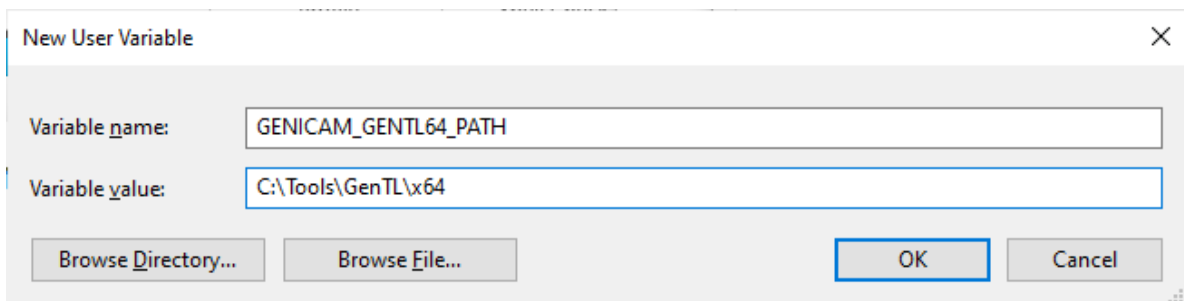 New User Variable
Variable name: GENICAM_GENTL64_PATH
Variable value: C:\Tools\GenTL\x64
Browse Directory... Browse File... OK Cancel